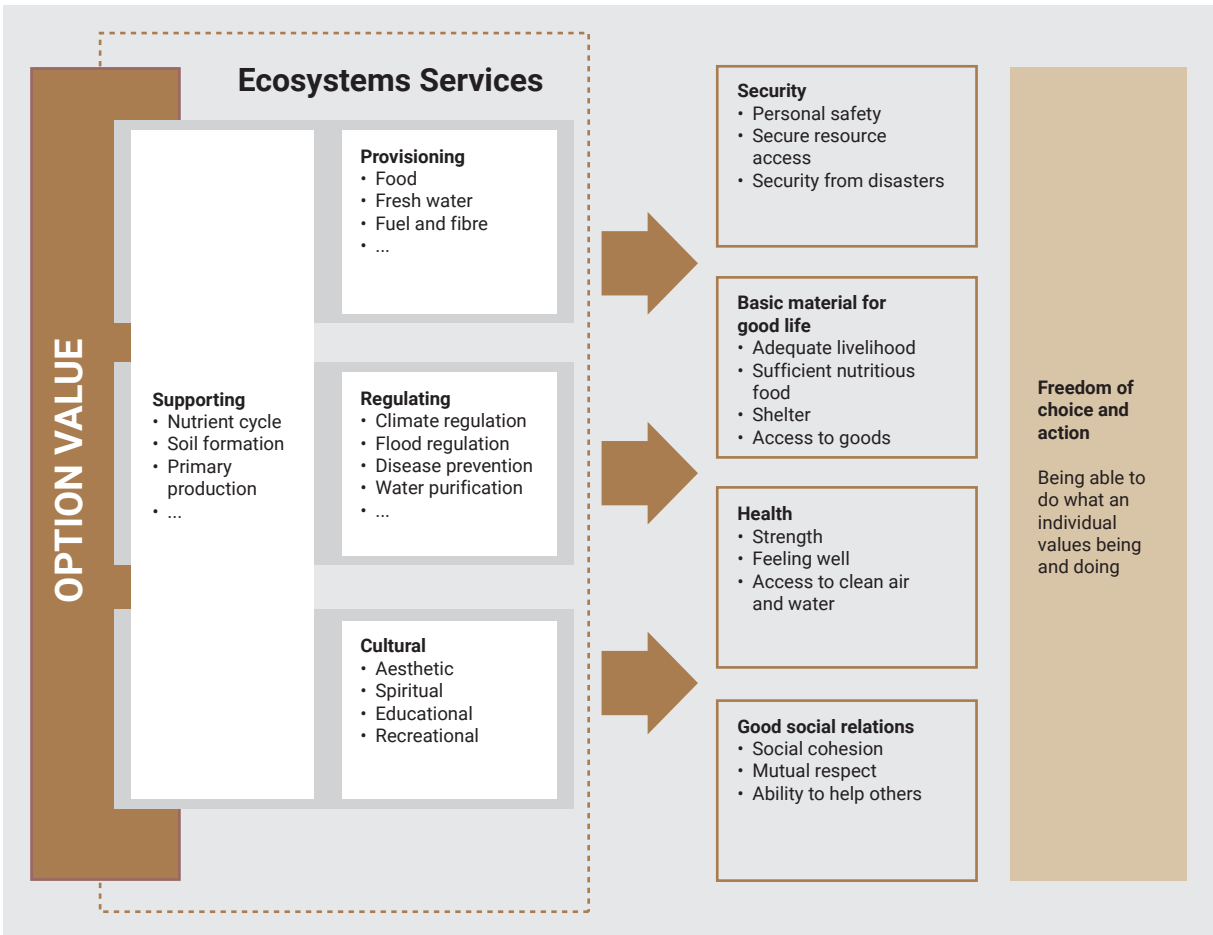 Ecosystems Services
OPTION VALUE
Supporting
• Nutrient cycle
• Soil formation
• Primary
production
• ...
Provisioning
• Food
• Fresh water
• Fuel and fibre
• ...
Regulating
• Climate regulation
• Flood regulation
• Disease prevention
• Water purification
• ...
Cultural
• Aesthetic
• Spiritual
• Educational
• Recreational
Security
• Personal safety
• Secure resource
access
• Security from disasters
Basic material for
good life
• Adequate livelihood
• Sufficient nutritious
food
• Shelter
• Access to goods
Health
• Strength
• Feeling well
• Access to clean air
and water
Good social relations
• Social cohesion
• Mutual respect
• Ability to help others
Freedom of
choice and
action
Being able to
do what an
individual
values being
and doing